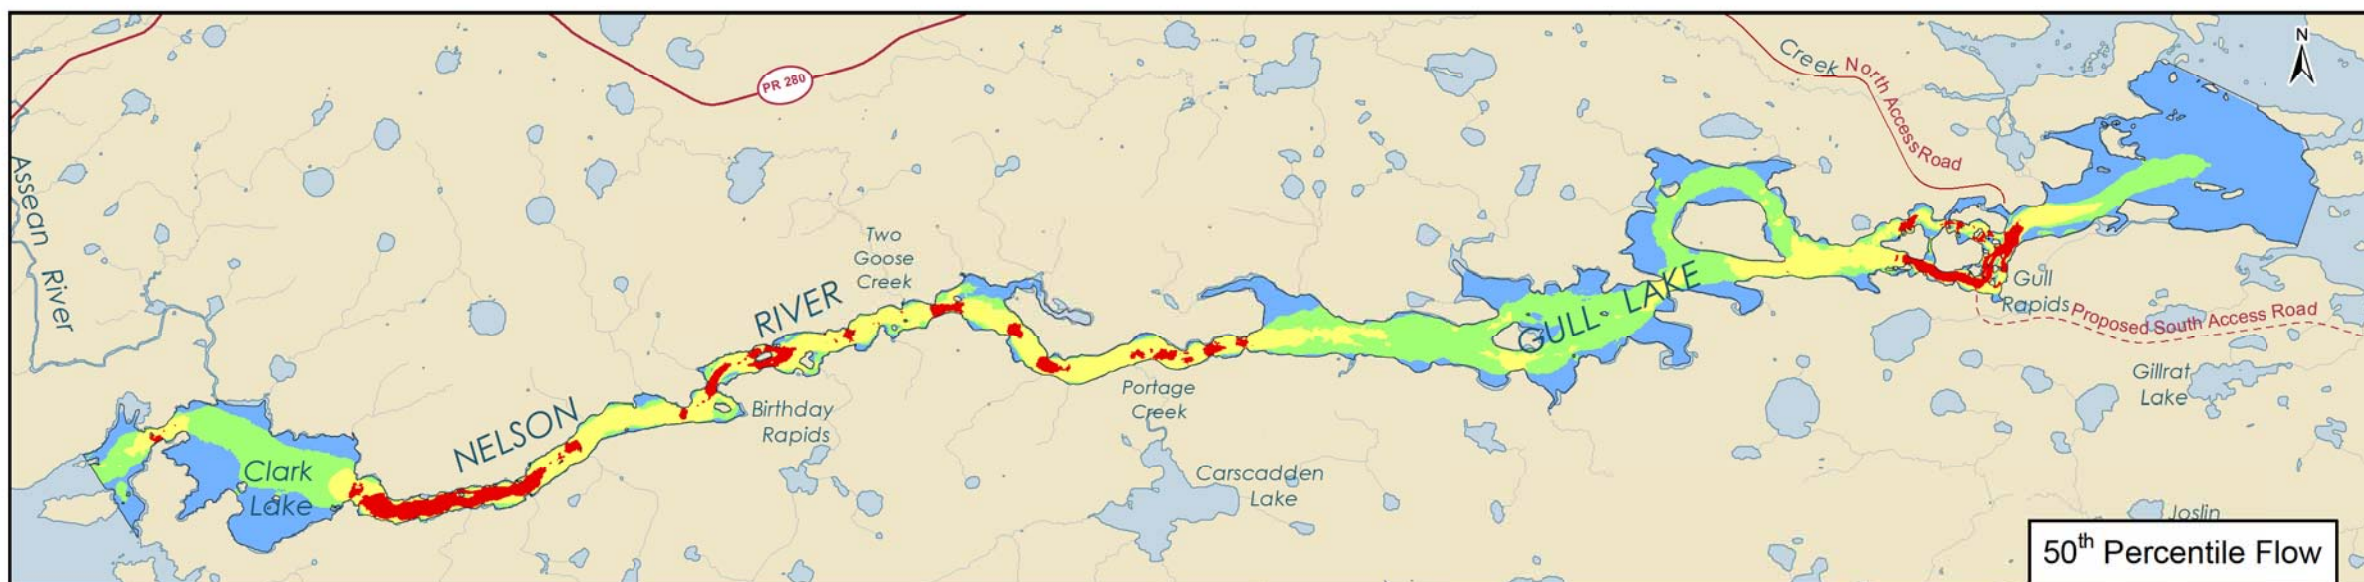 N
PR 280
Creek
North Access Road
Assean
River
Two
Goose
Creek
RIVER
GULL LAKE
Gull
Rapids
Proposed South Access Road
Gillrat
Lake
Portage
Creek
NELSON
Birthday
Rapids
Clark
Lake
Carscadden
Lake
Joslin
50th Percentile Flow